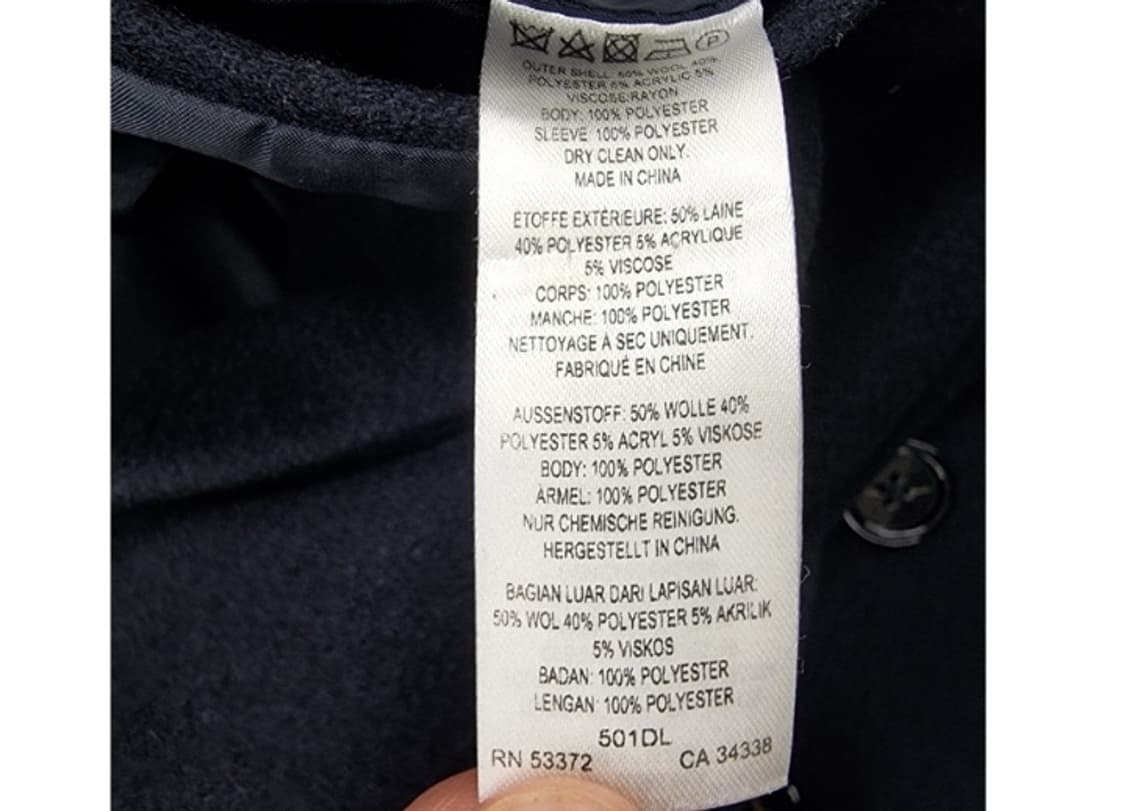 P
OUTER SHELL: 50% WOOL 40%
POLYESTER 5% ACRYLIC 5%
VISCOSE/RAYON
BODY: 100% POLYESTER
SLEEVE: 100% POLYESTER
DRY CLEAN ONLY.
MADE IN CHINA
ETOFFE EXTÉRIEURE: 50% LAINE
40% POLYESTER 5% ACRYLIQUE
5% VISCOSE
CORPS: 100% POLYESTER
MANCHE: 100% POLYESTER
NETTOYAGE À SEC UNIQUEMENT.
FABRIQUÉ EN CHINE
AUSSENSTOFF: 50% WOLLE 40%
POLYESTER 5% ACRYL 5% VISKOSE
BODY: 100% POLYESTER
ÄRMEL: 100% POLYESTER
NUR CHEMISCHE REINIGUNG.
HERGESTELLT IN CHINA
BAGIAN LUAR DARI LAPISAN LUAR:
50% WOL 40% POLYESTER 5% AKRILIK
5% VISKOS
BADAN: 100% POLYESTER
LENGAN: 100% POLYESTER
501DL
RN 53372 CA 34338